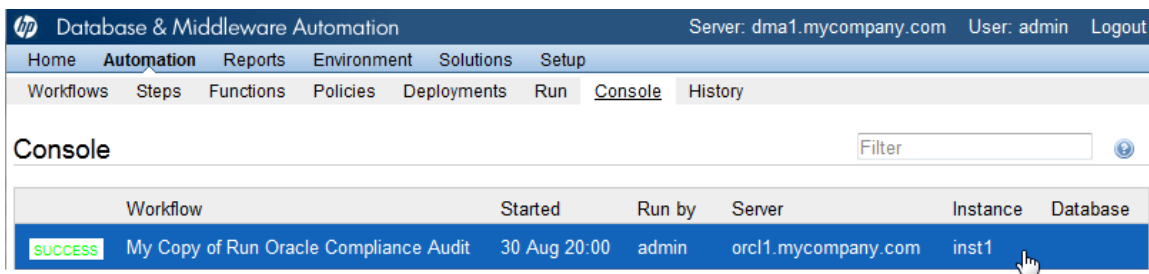 hp Database & Middleware Automation Server: dma1.mycompany.com User: admin Logout
Home Automation Reports Environment Solutions Setup
Workflows Steps Functions Policies Deployments Run Console History
Console Filter ?
Workflow Started Run by Server Instance Database
SUCCESS My Copy of Run Oracle Compliance Audit 30 Aug 20:00 admin orcl1.mycompany.com inst1